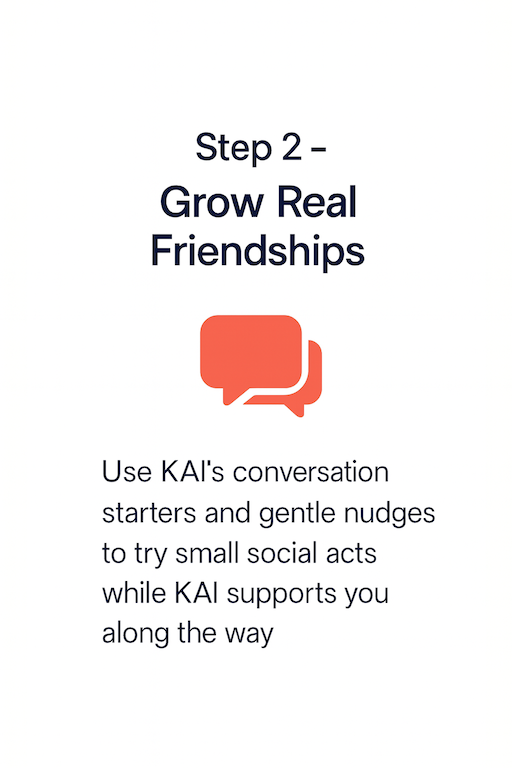 Step 2 –
Grow Real
Friendships
Use KAI's conversation
starters and gentle nudges
to try small social acts
while KAI supports you
along the way